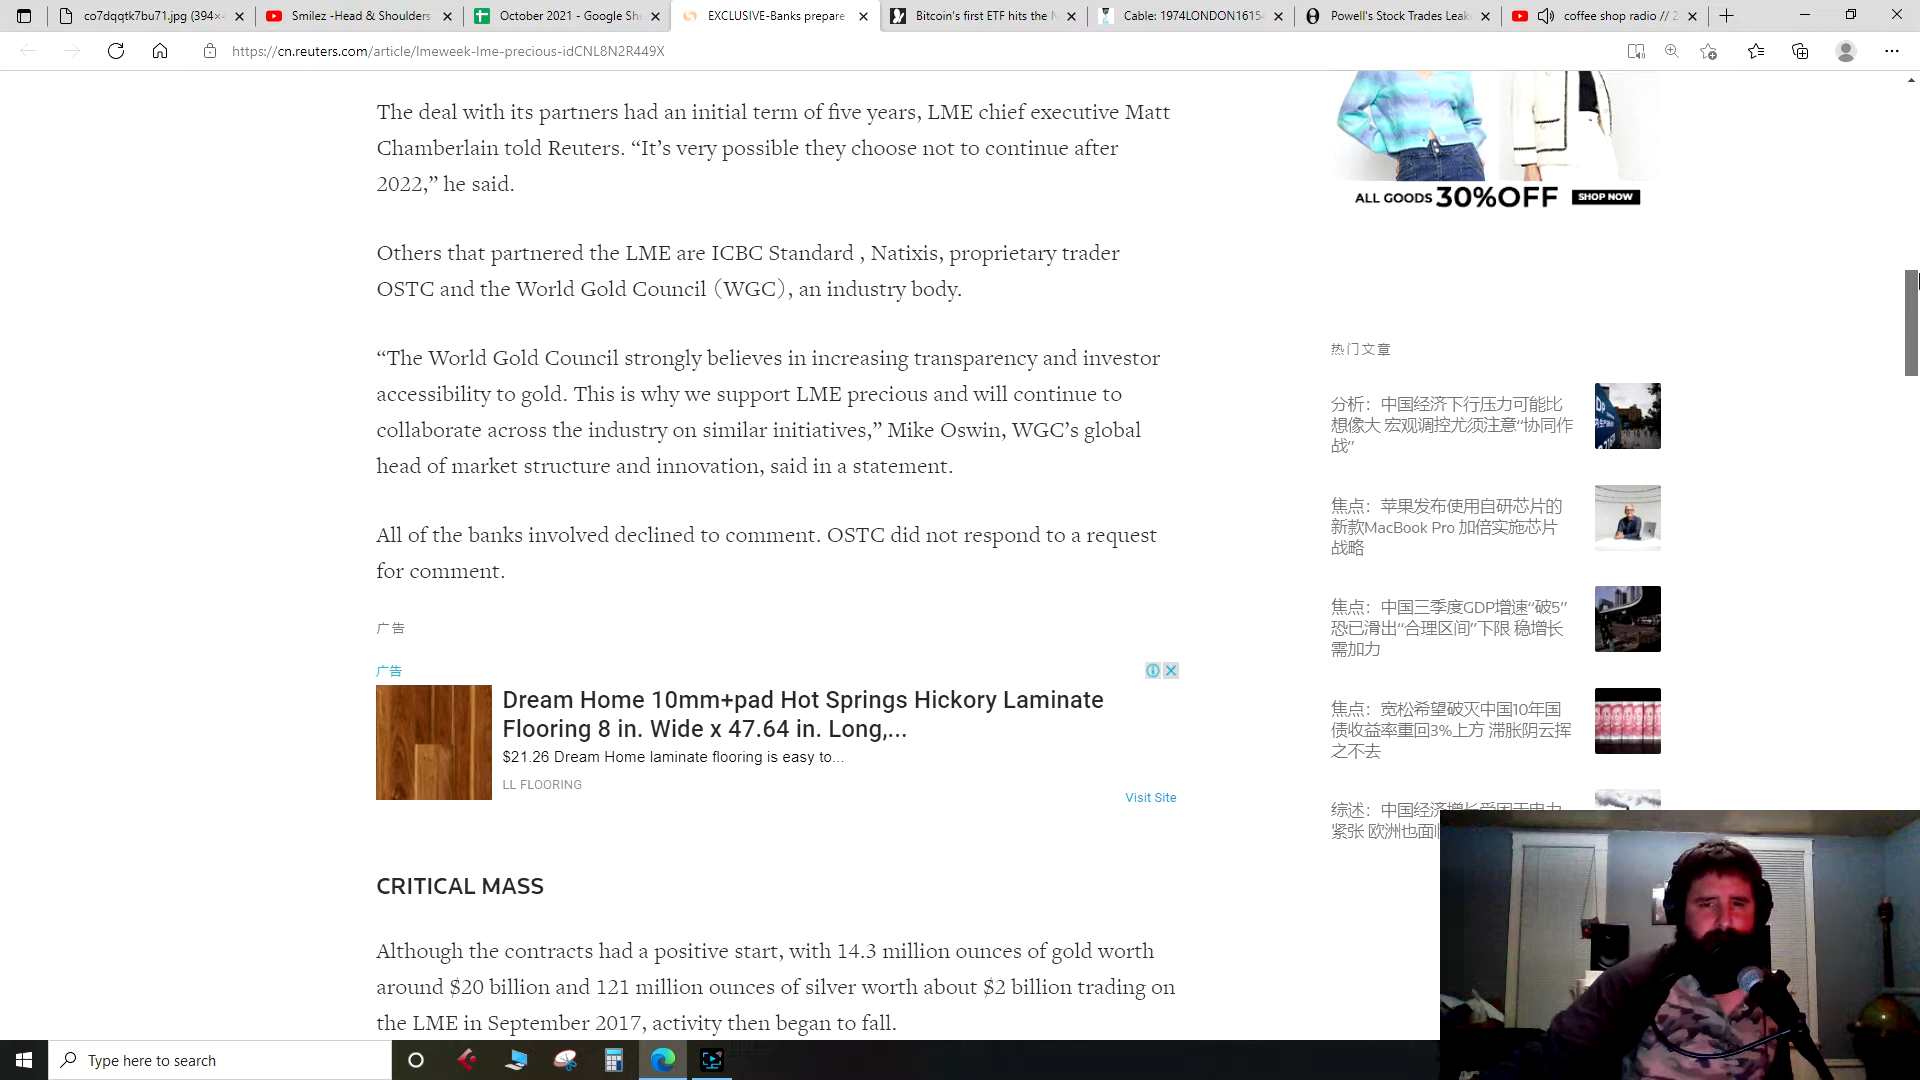 co7dqqtk7bu71.jpg (394×
Smilez -Head & Shoulders
October 2021 - Google Sh
EXCLUSIVE-Banks prepare
Bitcoin's first ETF hits the N
Cable: 1974LONDON1615
Powell's Stock Trades Leak
coffee shop radio // 2
https://cn.reuters.com/article/lmeweek-lme-precious-idCNL8N2R449X
The deal with its partners had an initial term of five years, LME chief executive Matt
Chamberlain told Reuters. “It’s very possible they choose not to continue after
2022,” he said.
Others that partnered the LME are ICBC Standard , Natixis, proprietary trader
OSTC and the World Gold Council (WGC), an industry body.
“The World Gold Council strongly believes in increasing transparency and investor
accessibility to gold. This is why we support LME precious and will continue to
collaborate across the industry on similar initiatives,” Mike Oswin, WGC’s global
head of market structure and innovation, said in a statement.
All of the banks involved declined to comment. OSTC did not respond to a request
for comment.
广告
广告
Dream Home 10mm+pad Hot Springs Hickory Laminate
Flooring 8 in. Wide x 47.64 in. Long,...
$21.26 Dream Home laminate flooring is easy to...
LL FLOORING
Visit Site
CRITICAL MASS
Although the contracts had a positive start, with 14.3 million ounces of gold worth
around $20 billion and 121 million ounces of silver worth about $2 billion trading on
the LME in September 2017, activity then began to fall.
ALL GOODS 30%OFF SHOP NOW
热门文章
分析：中国经济下行压力可能比
想像大 宏观调控尤须注意“协同作
战”
焦点：苹果发布使用自研芯片的
新款MacBook Pro 加倍实施芯片
战略
焦点：中国三季度GDP增速“破5”
恐已滑出“合理区间”下限 稳增长
需加力
焦点：宽松希望破灭中国10年国
债收益率重回3%上方 滞胀阴云挥
之不去
综述：中国经济增长受困于电力
紧张 欧洲也面临
Type here to search